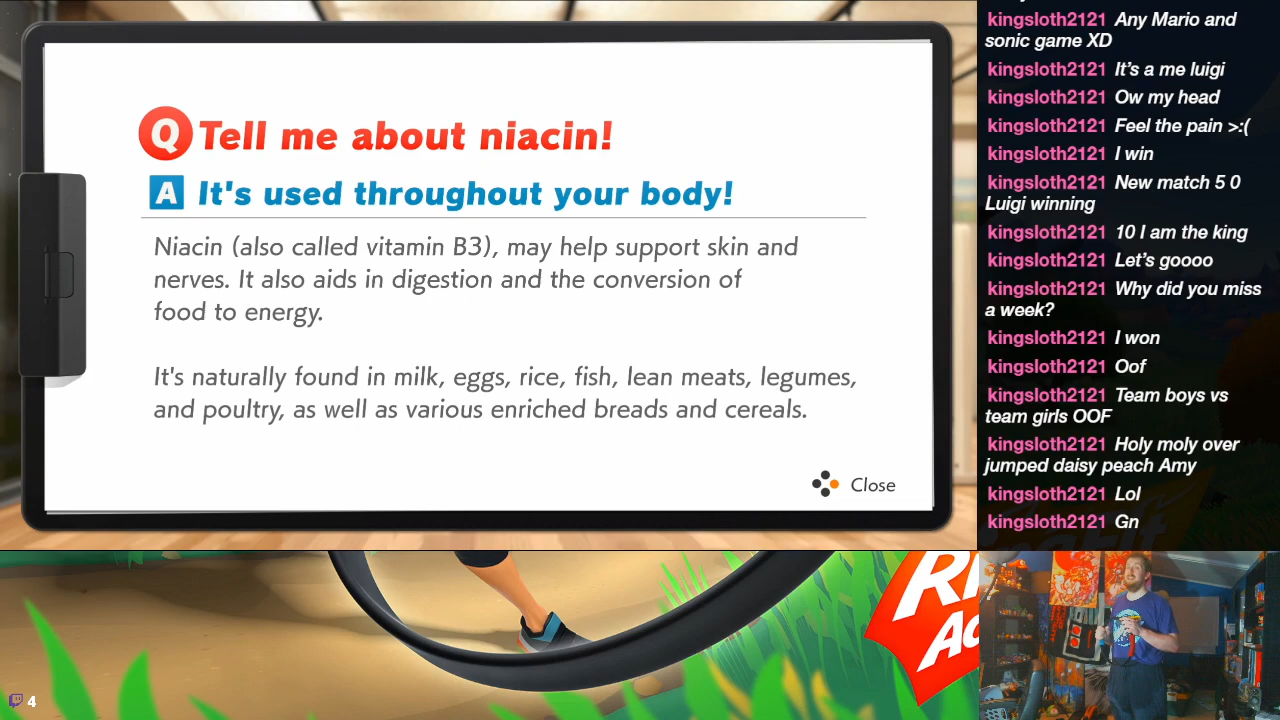 Q Tell me about niacin!
A It's used throughout your body!
Niacin (also called vitamin B3), may help support skin and
nerves. It also aids in digestion and the conversion of
food to energy.
It's naturally found in milk, eggs, rice, fish, lean meats, legumes,
and poultry, as well as various enriched breads and cereals.
Close
kingsloth2121 Any Mario and
sonic game XD
kingsloth2121 It's a me luigi
kingsloth2121 Ow my head
kingsloth2121 Feel the pain >:(
kingsloth2121 I win
kingsloth2121 New match 5 0
Luigi winning
kingsloth2121 10 I am the king
kingsloth2121 Let's goooo
kingsloth2121 Why did you miss
a week?
kingsloth2121 I won
kingsloth2121 Oof
kingsloth2121 Team boys vs
team girls OOF
kingsloth2121 Holy moly over
jumped daisy peach Amy
kingsloth2121 Lol
kingsloth2121 Gn
4